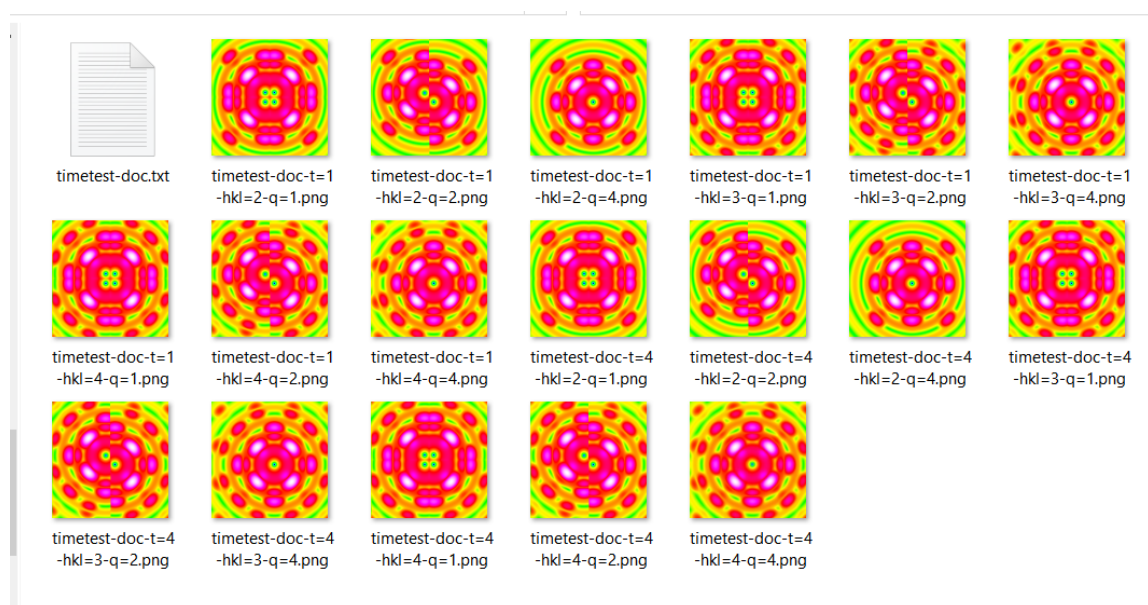 timetest-doc.txt
timetest-doc-t=1
-hkl=2-q=1.png
timetest-doc-t=1
-hkl=2-q=2.png
timetest-doc-t=1
-hkl=2-q=4.png
timetest-doc-t=1
-hkl=3-q=1.png
timetest-doc-t=1
-hkl=3-q=2.png
timetest-doc-t=1
-hkl=3-q=4.png
timetest-doc-t=1
-hkl=4-q=1.png
timetest-doc-t=1
-hkl=4-q=2.png
timetest-doc-t=1
-hkl=4-q=4.png
timetest-doc-t=4
-hkl=2-q=1.png
timetest-doc-t=4
-hkl=2-q=2.png
timetest-doc-t=4
-hkl=2-q=4.png
timetest-doc-t=4
-hkl=3-q=1.png
timetest-doc-t=4
-hkl=3-q=2.png
timetest-doc-t=4
-hkl=3-q=4.png
timetest-doc-t=4
-hkl=4-q=1.png
timetest-doc-t=4
-hkl=4-q=2.png
timetest-doc-t=4
-hkl=4-q=4.png